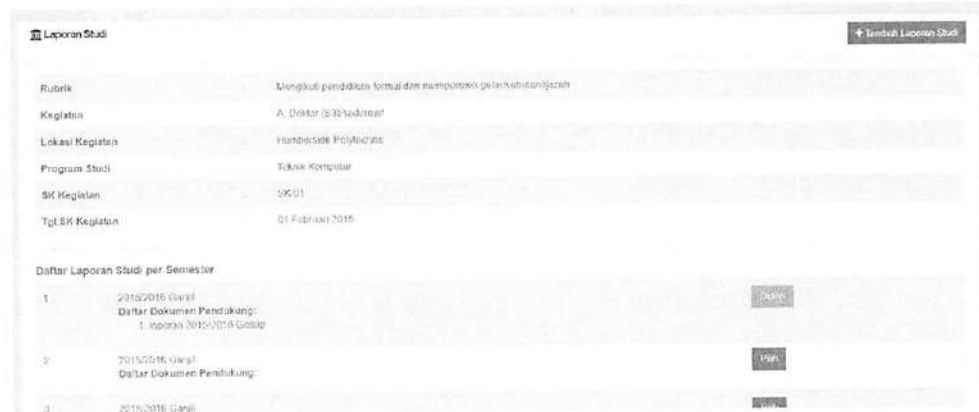 Laporan Studi
+ Tambah Laporan Studi
Rubrik Mengikuti pendidikan formal dan memperoleh gelar/sebutan/ijazah
Kegiatan A. Doktor (S3)/sederajat
Lokasi Kegiatan Humberside Polytechnic
Program Studi Teknik Komputer
SK Kegiatan SK/01
Tgl.SK Kegiatan 01 Februari 2015
Daftar Laporan Studi per Semester
1 2015/2016 Ganjil
Daftar Dokumen Pendukung:
1. laporan 2015/2016 Genap
2 2015/2016 Ganjil
Pilih
Daftar Dokumen Pendukung:
3 2015/2016 Ganjil